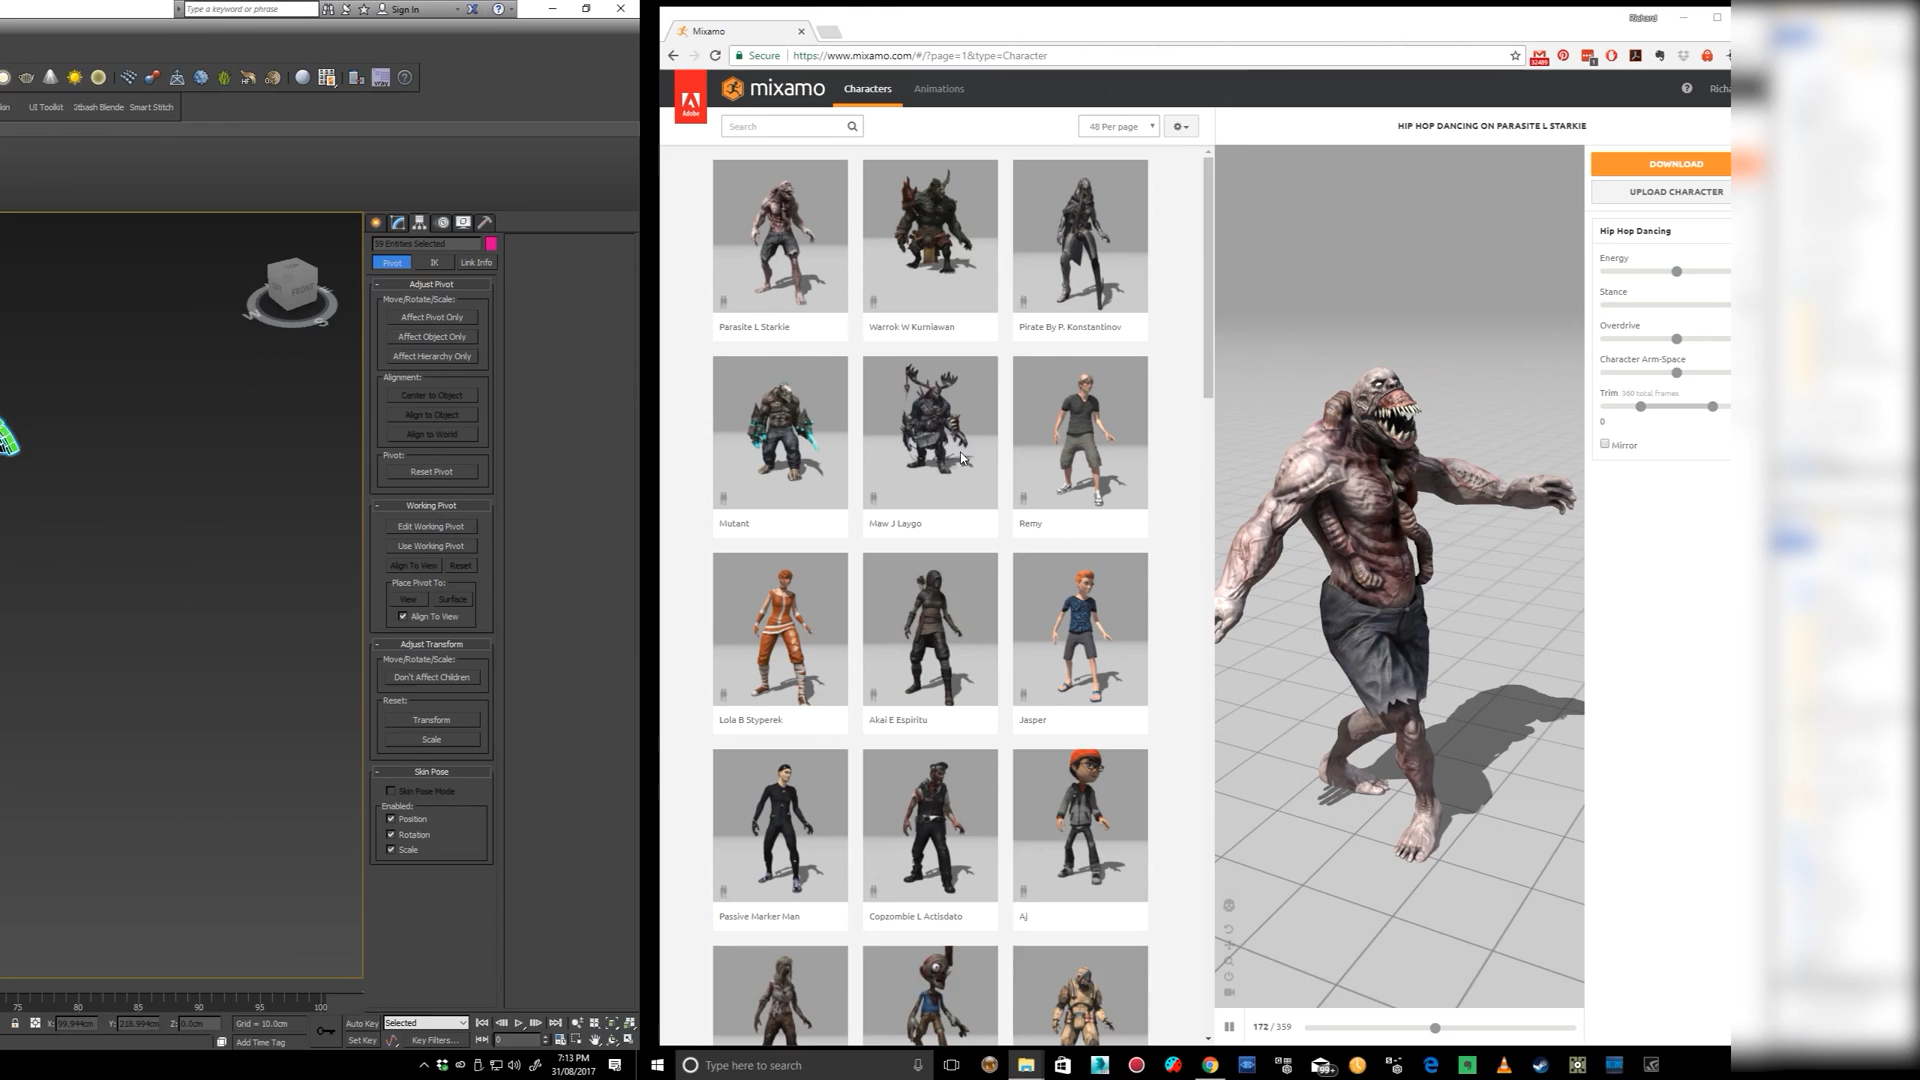 Type a keyword or phrase
Sign In
UI Toolkit
Smart Stitch
59 Entities Selected
Pivot
IK
Link Info
Adjust Pivot
Move/Rotate/Scale:
Affect Pivot Only
Affect Object Only
Affect Hierarchy Only
Alignment:
Center to Object
Align to Object
Align to World
Pivot:
Reset Pivot
Working Pivot
Edit Working Pivot
Use Working Pivot
Align To View
Reset
Place Pivot To:
View
Surface
Align To View
Adjust Transform
Move/Rotate/Scale:
Don't Affect Children
Reset:
Transform
Scale
Skin Pose
Skin Pose Mode
Enabled:
Position
Rotation
Scale
FRONT
W
S
75 80 85 90 95 100
X: 99.944cm
Y: 218.994cm
Z: 0.0cm
Grid = 10.0cm
Add Time Tag
Auto Key
Selected
Set Key
Key Filters...
0
7:13 PM
31/08/2017
Mixamo
Richard
Secure
https://www.mixamo.com/#/?page=1&type=Character
Adobe
mixamo
Characters
Animations
Search
48 Per page
HIP HOP DANCING ON PARASITE L STARKIE
Parasite L Starkie
Warrok W Kurniawan
Pirate By P. Konstantinov
Mutant
Maw J Laygo
Remy
Lola B Styperek
Akai E Espiritu
Jasper
Passive Marker Man
Copzombie L Actisdato
Aj
DOWNLOAD
UPLOAD CHARACTER
Hip Hop Dancing
Energy
Stance
Overdrive
Character Arm-Space
Trim 360 total frames
0
Mirror
172 / 359
Type here to search
99+